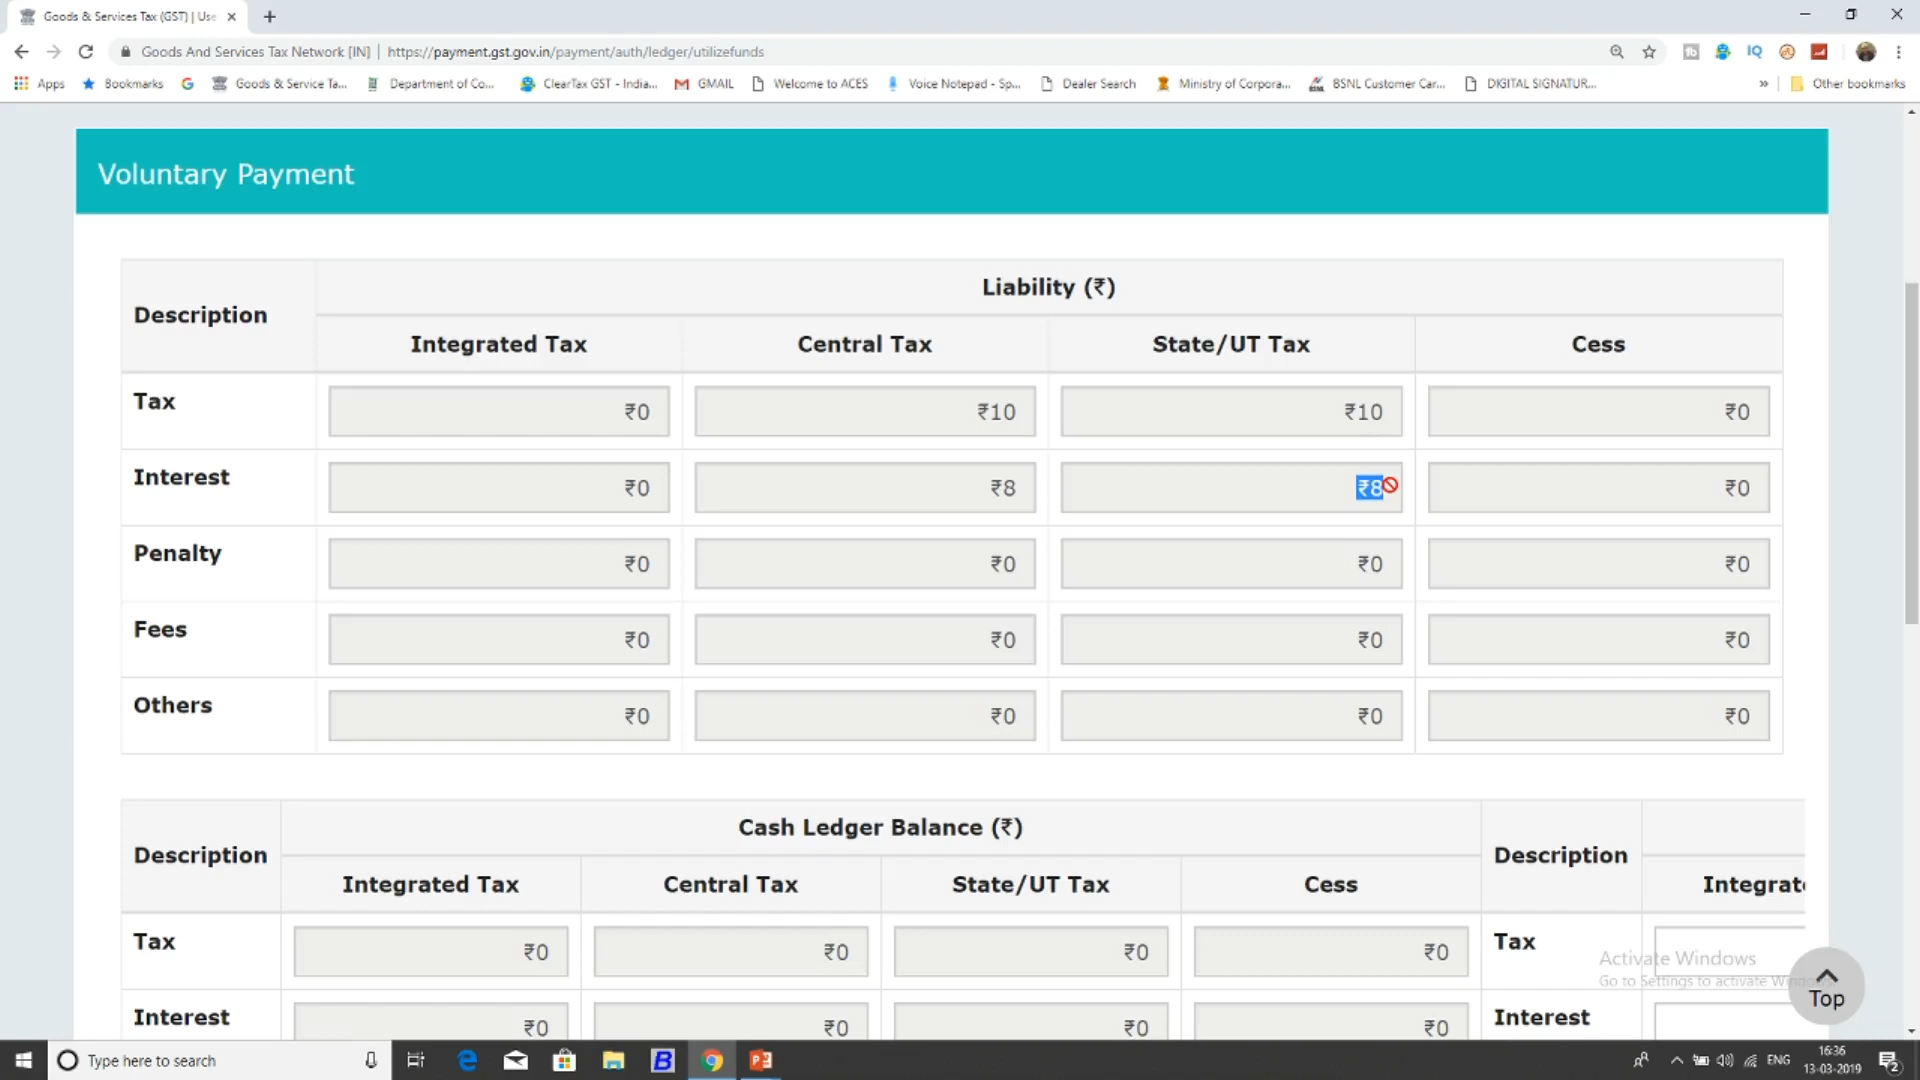 Goods & Services Tax (GST) | Use
Goods And Services Tax Network [IN] | https://payment.gst.gov.in/payment/auth/ledger/utilizefunds
Apps Bookmarks Goods & Service Ta... Department of Co... ClearTax GST - India... GMAIL Welcome to ACES Voice Notepad - Sp... Dealer Search Ministry of Corpora... BSNL Customer Car... DIGITAL SIGNATUR... » Other bookmarks
Voluntary Payment
Description
Liability (₹)
Integrated Tax Central Tax State/UT Tax Cess
Tax ₹0 ₹10 ₹10 ₹0
Interest ₹0 ₹8 ₹8 ₹0
Penalty ₹0 ₹0 ₹0 ₹0
Fees ₹0 ₹0 ₹0 ₹0
Others ₹0 ₹0 ₹0 ₹0
Description
Cash Ledger Balance (₹)
Description
Integrated Tax Central Tax State/UT Tax Cess Integrat
Tax ₹0 ₹0 ₹0 ₹0 Tax
Interest ₹0 ₹0 ₹0 ₹0 Interest
Activate Windows
Go to Settings to activate
Top
Type here to search
ENG
16:36
13-03-2019
2